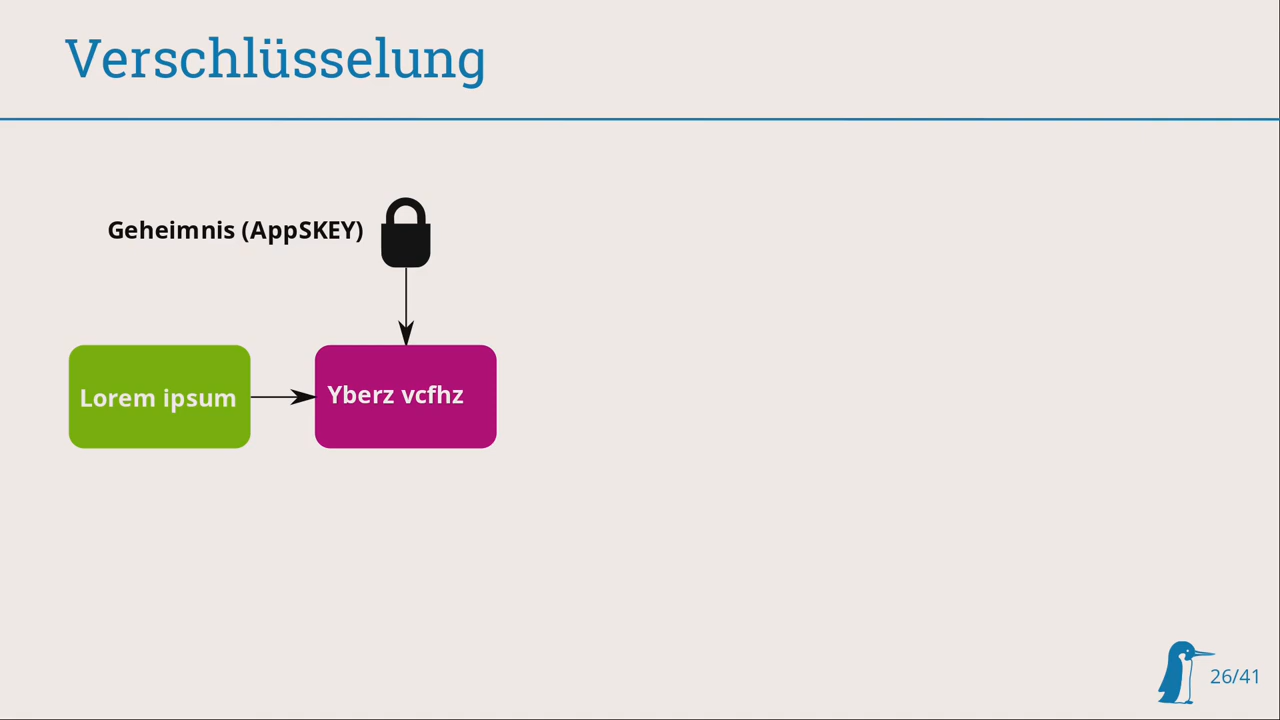 Verschlüsselung
Geheimnis (AppSKEY)
Lorem ipsum
Yberz vcfhz
26/41